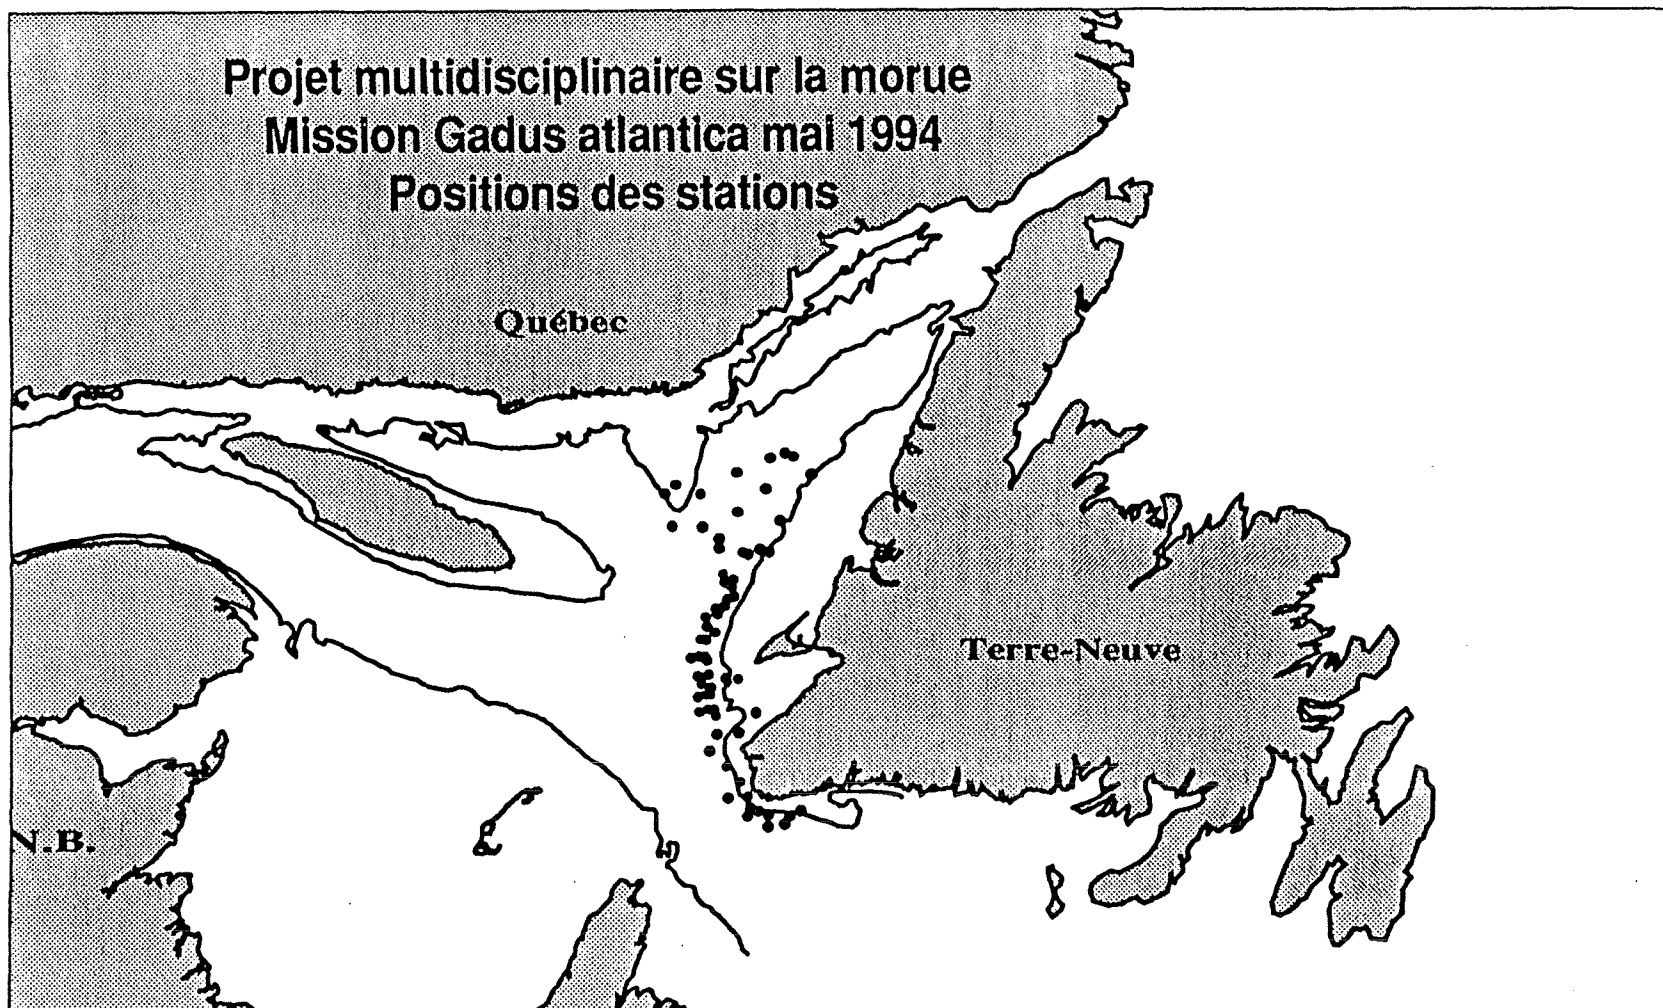 Projet multidisciplinaire sur la morue
Mission Gadus atlantica mai 1994
Positions des stations
Québec
Terre-Neuve
N.B.